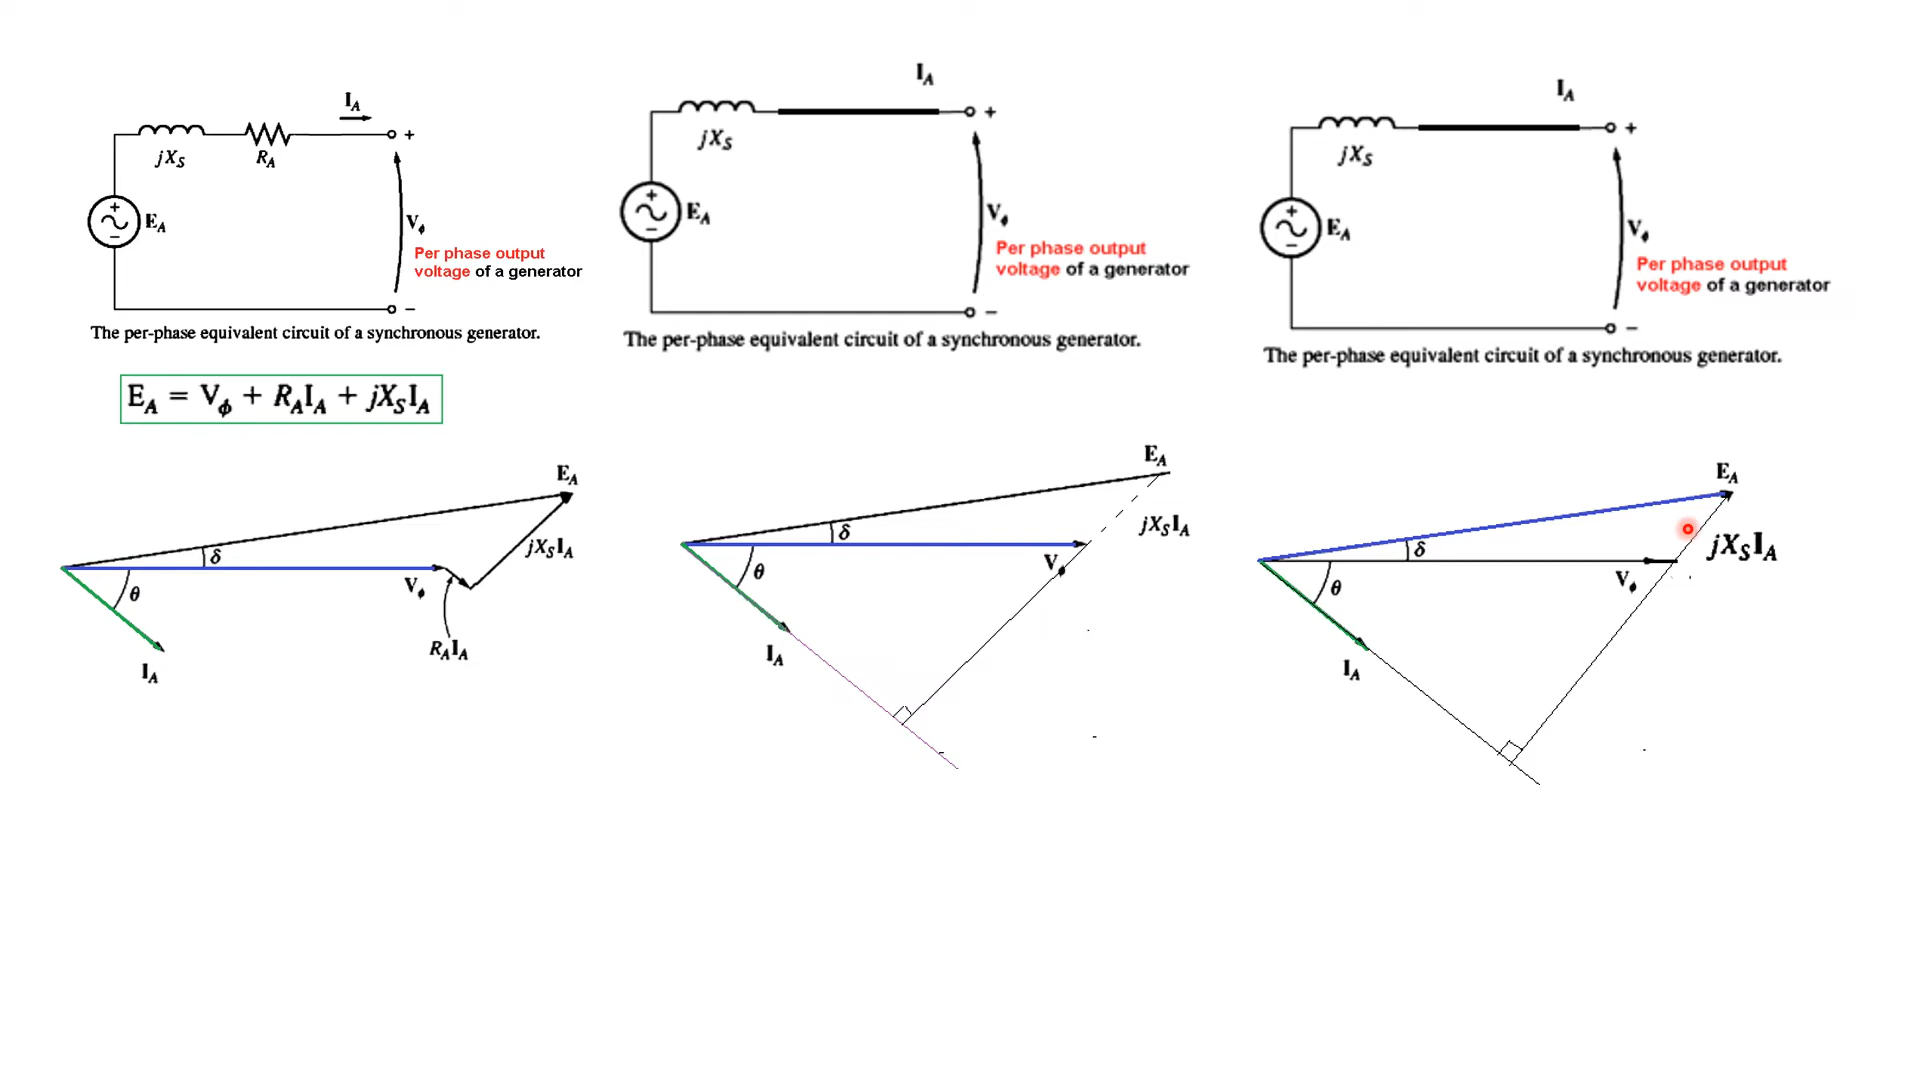 I_A
jX_S
R_A
+
+
−
E_A
V_ϕ
Per phase output
voltage of a generator
−
The per-phase equivalent circuit of a synchronous generator.
E_A = V_ϕ + R_A I_A + jX_S I_A
E_A
δ
jX_S I_A
V_ϕ
θ
R_A I_A
I_A
I_A
+
jX_S
+
−
E_A
V_ϕ
Per phase output
voltage of a generator
−
The per-phase equivalent circuit of a synchronous generator.
E_A
jX_S I_A
δ
V_ϕ
θ
I_A
I_A
+
jX_S
+
−
E_A
V_ϕ
Per phase output
voltage of a generator
−
The per-phase equivalent circuit of a synchronous generator.
E_A
jX_S I_A
δ
V_ϕ
θ
I_A